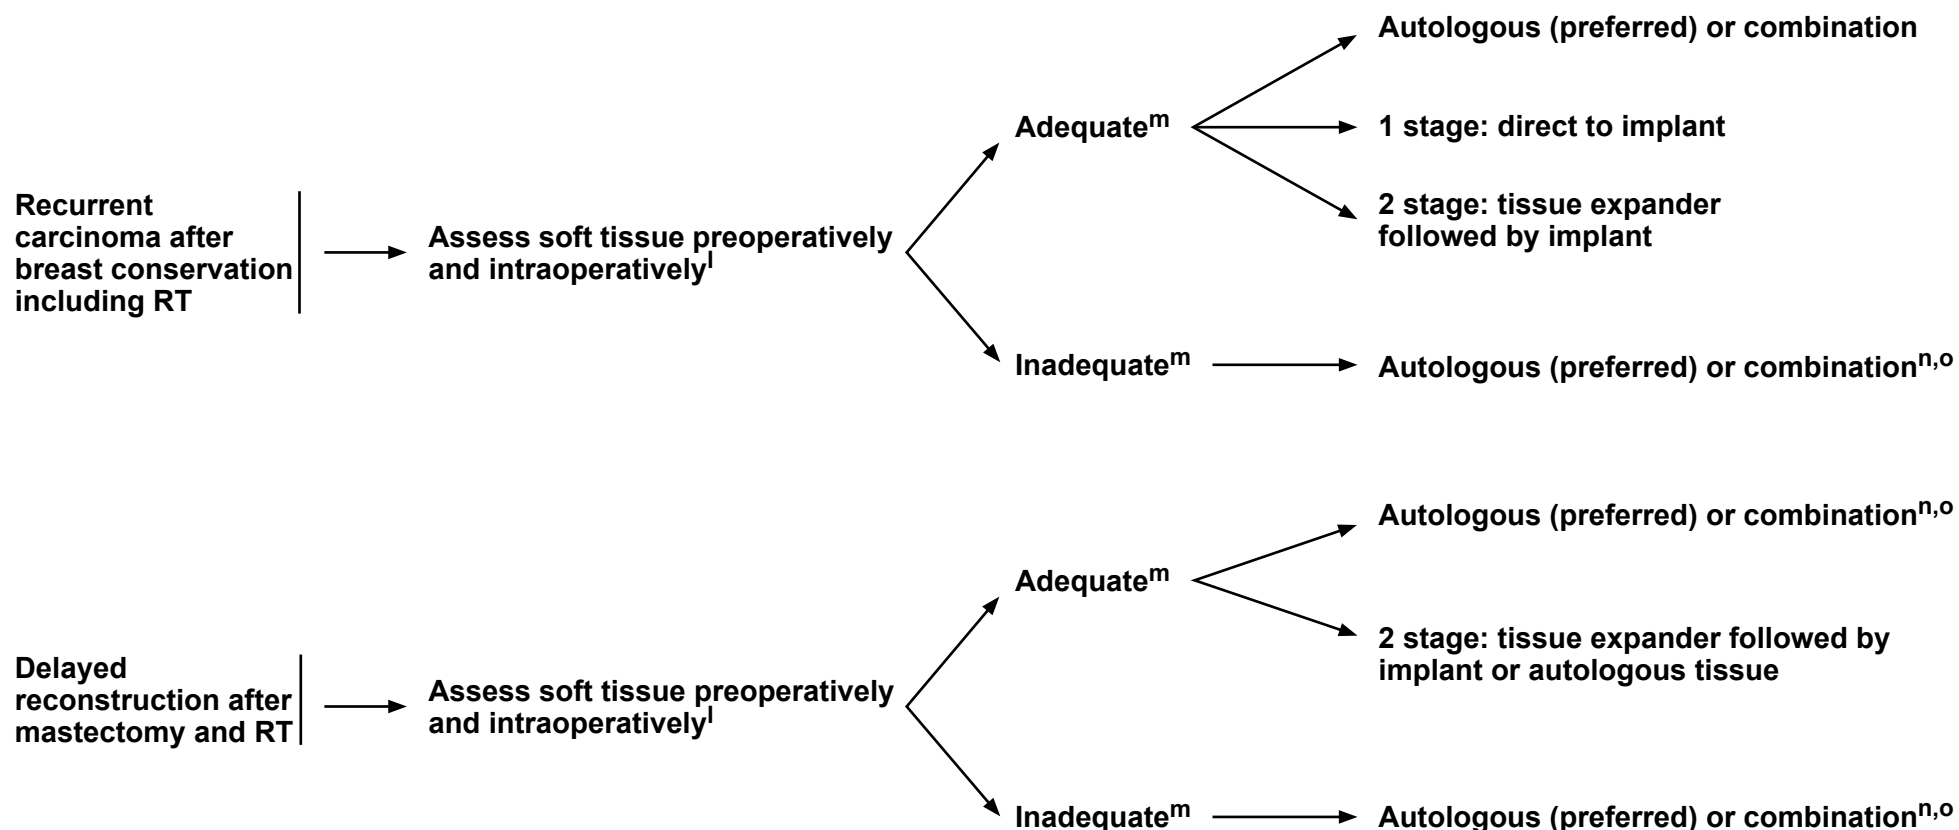 Recurrent
carcinoma after
breast conservation
including RT
Assess soft tissue preoperatively
and intraoperativelyˡ
Adequateᵐ
Autologous (preferred) or combination
1 stage: direct to implant
2 stage: tissue expander
followed by implant
Inadequateᵐ
Autologous (preferred) or combinationⁿ,ᵒ
Delayed
reconstruction after
mastectomy and RT
Assess soft tissue preoperatively
and intraoperativelyˡ
Adequateᵐ
Autologous (preferred) or combinationⁿ,ᵒ
2 stage: tissue expander followed by
implant or autologous tissue
Inadequateᵐ
Autologous (preferred) or combinationⁿ,ᵒ